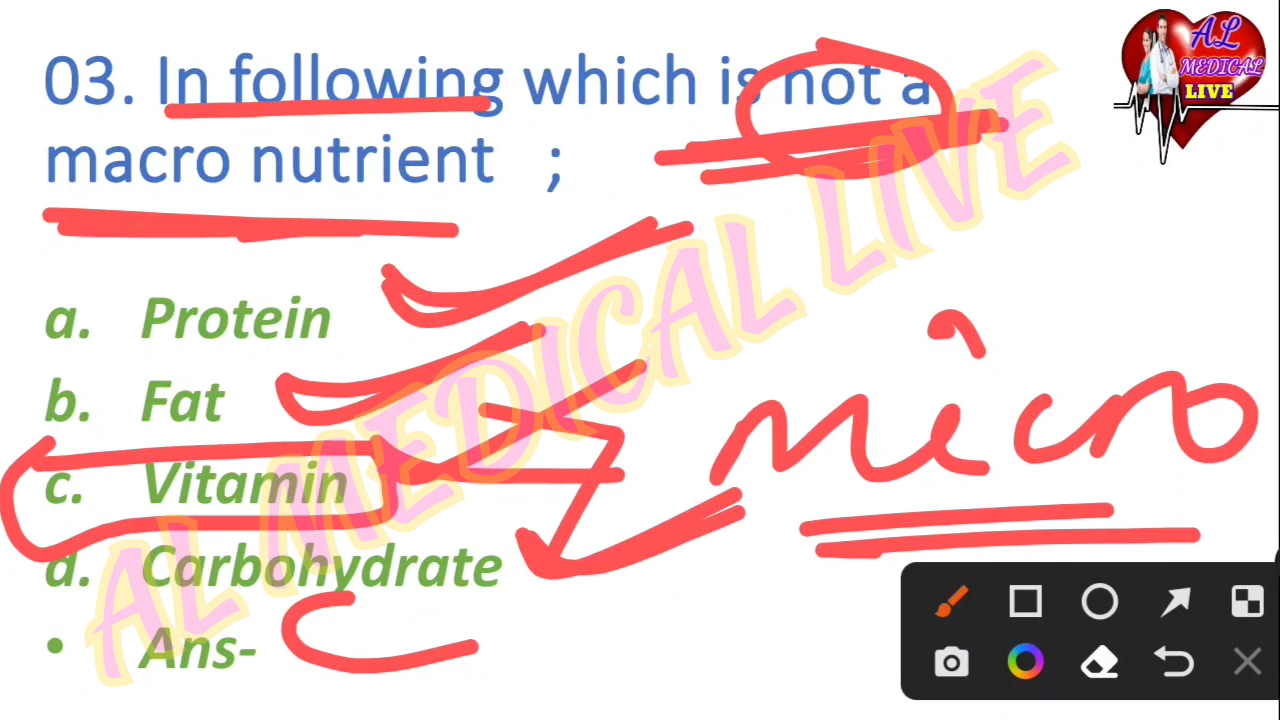 03. In following which is not a
macro nutrient ;
a. Protein
b. Fat
c. Vitamin
d. Carbohydrate
• Ans- C
micro
AL MEDICAL LIVE
AL
MEDICAL
LIVE